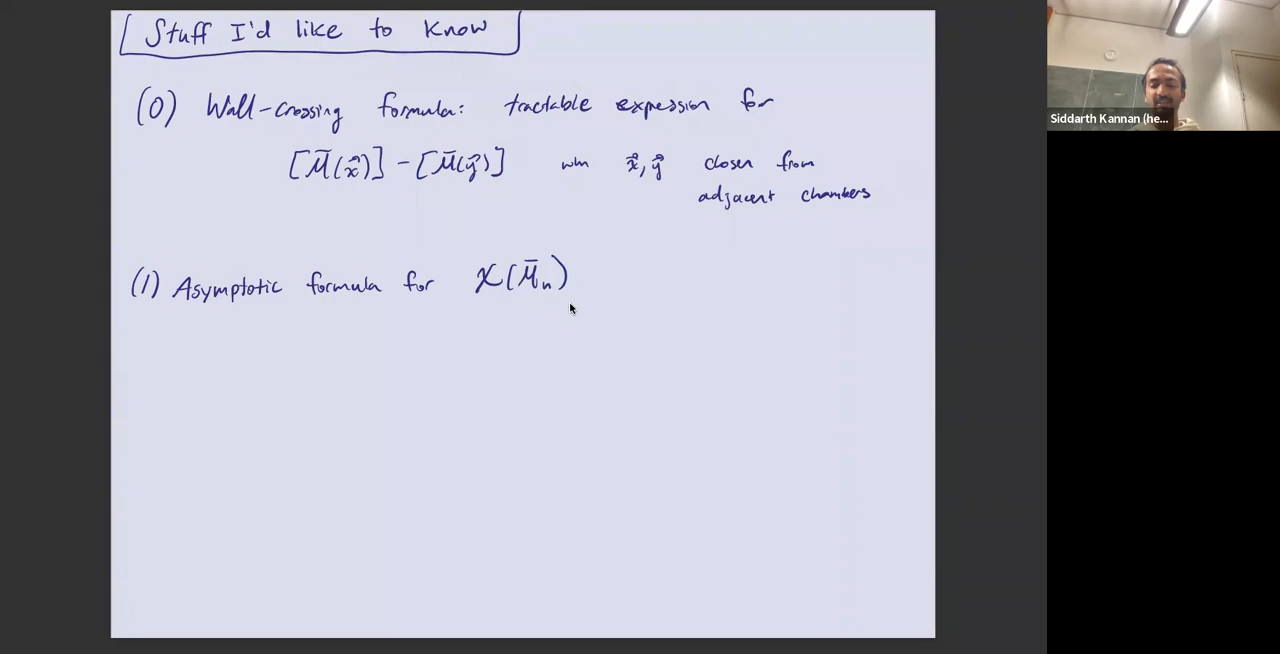 Stuff I'd like to know
(0) Wall-crossing formula: tractable expression for
[M̄(x⃗)] - [M̄(y⃗)] when x⃗, y⃗ chosen from
adjacent chambers
(1) Asymptotic formula for χ(M̄ₙ)
Siddarth Kannan (he...